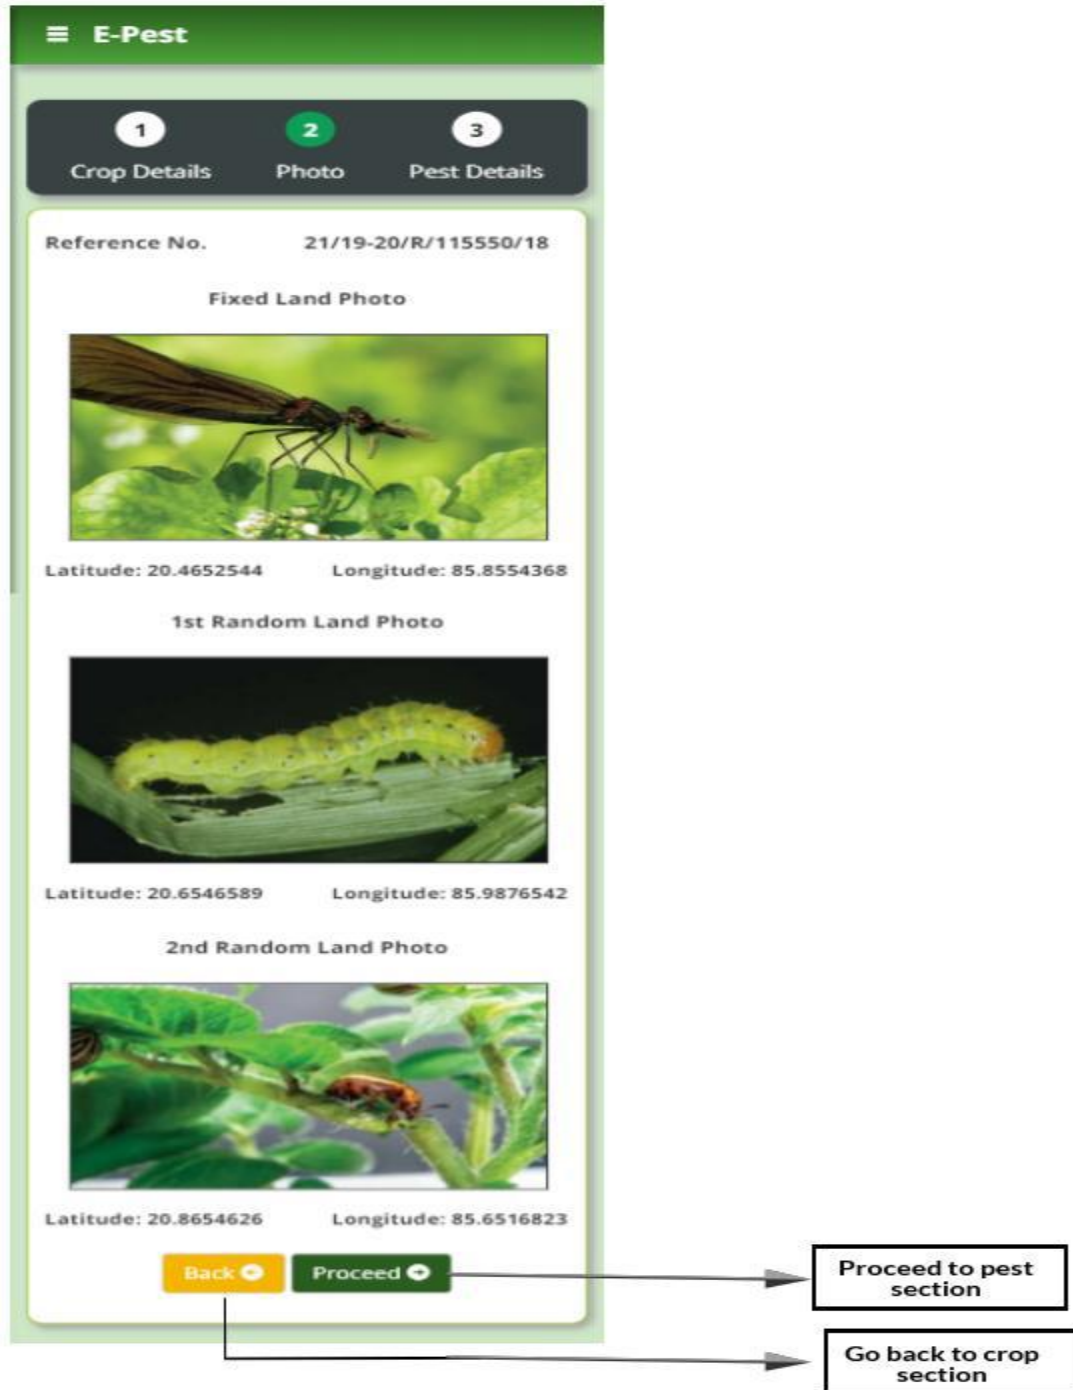 E-Pest
1 2 3
Crop Details Photo Pest Details
Reference No. 21/19-20/R/115550/18
Fixed Land Photo
Latitude: 20.4652544 Longitude: 85.8554368
1st Random Land Photo
Latitude: 20.6546589 Longitude: 85.9876542
2nd Random Land Photo
Latitude: 20.8654626 Longitude: 85.6516823
Back Proceed
Proceed to pest
section
Go back to crop
section